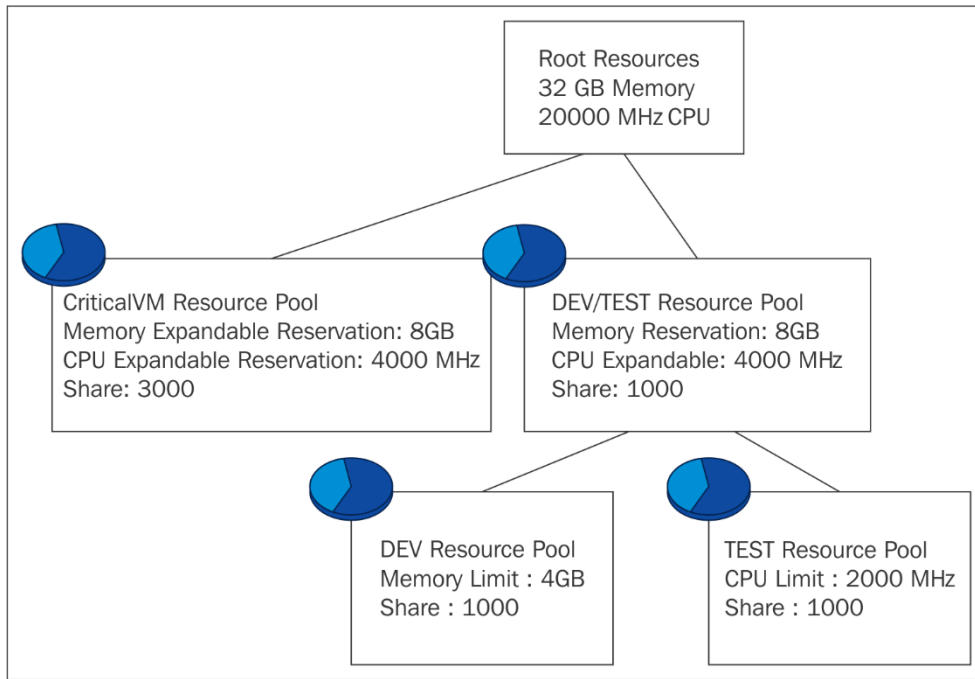 Root Resources
32 GB Memory
20000 MHz CPU
CriticalVM Resource Pool
Memory Expandable Reservation: 8GB
CPU Expandable Reservation: 4000 MHz
Share: 3000
DEV/TEST Resource Pool
Memory Reservation: 8GB
CPU Expandable: 4000 MHz
Share: 1000
DEV Resource Pool
Memory Limit : 4GB
Share : 1000
TEST Resource Pool
CPU Limit : 2000 MHz
Share : 1000